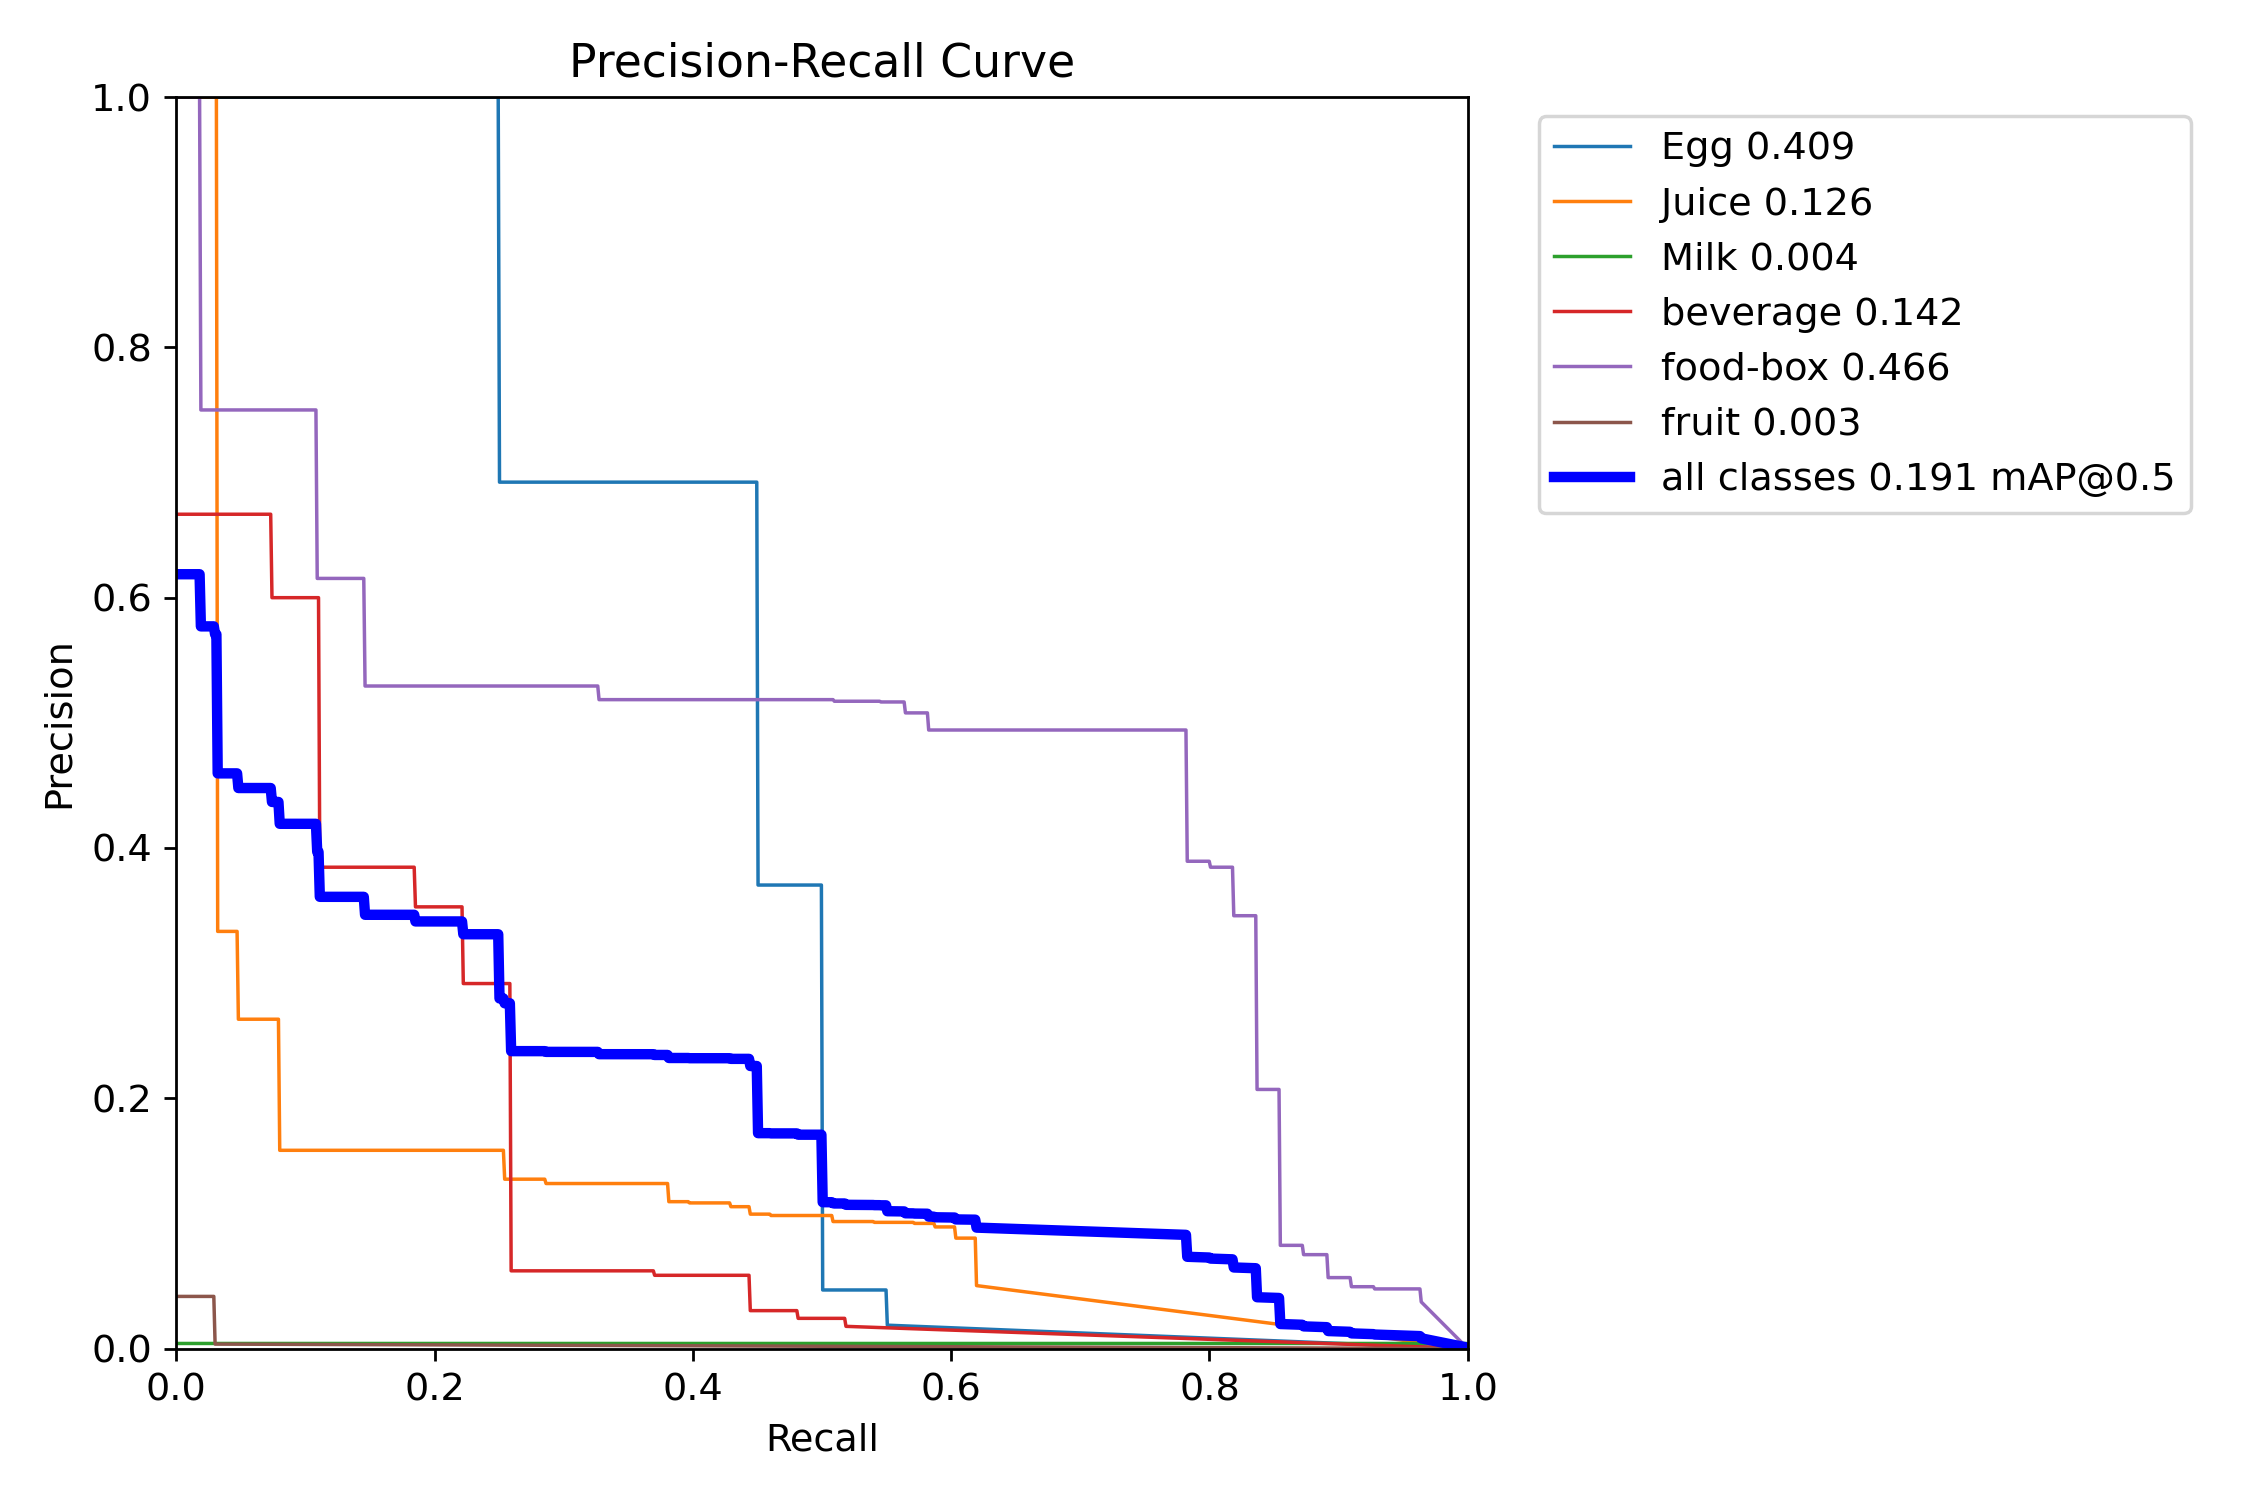 Precision-Recall Curve
1.0
0.8
0.6
0.4
0.2
0.0
Precision
0.0 0.2 0.4 0.6 0.8 1.0
Recall
Egg 0.409
Juice 0.126
Milk 0.004
beverage 0.142
food-box 0.466
fruit 0.003
all classes 0.191 mAP@0.5